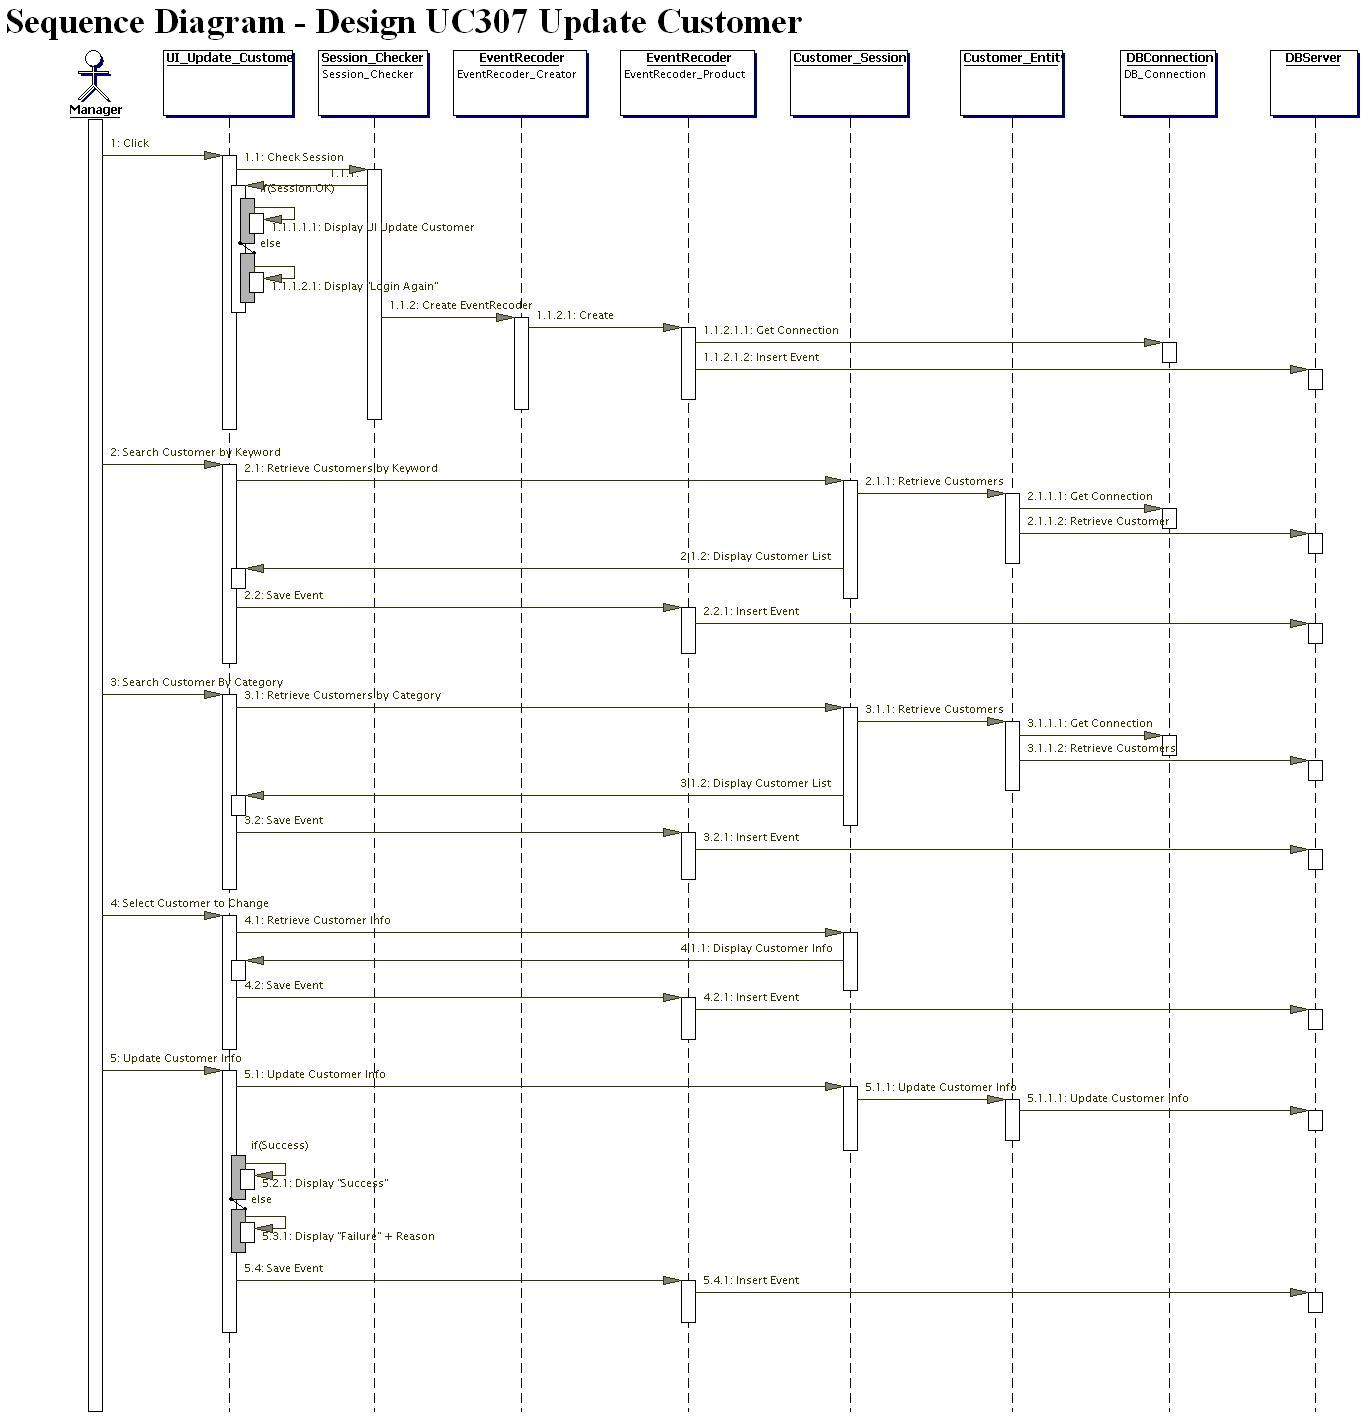 Sequence Diagram - Design UC307 Update Customer
Manager
UI_Update_Custome
Session_Checker
Session_Checker
EventRecoder
EventRecoder_Creator
EventRecoder
EventRecoder_Product
Customer_Session
Customer_Entit
DBConnection
DB_Connection
DBServer
1: Click
1.1: Check Session
1.1.1:
if(Session.OK)
1.1.1.1.1: Display UI Update Customer
else
1.1.1.2.1: Display "Login Again"
1.1.2: Create EventRecoder
1.1.2.1: Create
1.1.2.1.1: Get Connection
1.1.2.1.2: Insert Event
2: Search Customer by Keyword
2.1: Retrieve Customers by Keyword
2.1.1: Retrieve Customers
2.1.1.1: Get Connection
2.1.1.2: Retrieve Customer
2.1.2: Display Customer List
2.2: Save Event
2.2.1: Insert Event
3: Search Customer By Category
3.1: Retrieve Customers by Category
3.1.1: Retrieve Customers
3.1.1.1: Get Connection
3.1.1.2: Retrieve Customers
3.1.2: Display Customer List
3.2: Save Event
3.2.1: Insert Event
4: Select Customer to Change
4.1: Retrieve Customer Info
4.1.1: Display Customer Info
4.2: Save Event
4.2.1: Insert Event
5: Update Customer Info
5.1: Update Customer Info
5.1.1: Update Customer Info
5.1.1.1: Update Customer Info
if(Success)
5.2.1: Display "Success"
else
5.3.1: Display "Failure" + Reason
5.4: Save Event
5.4.1: Insert Event